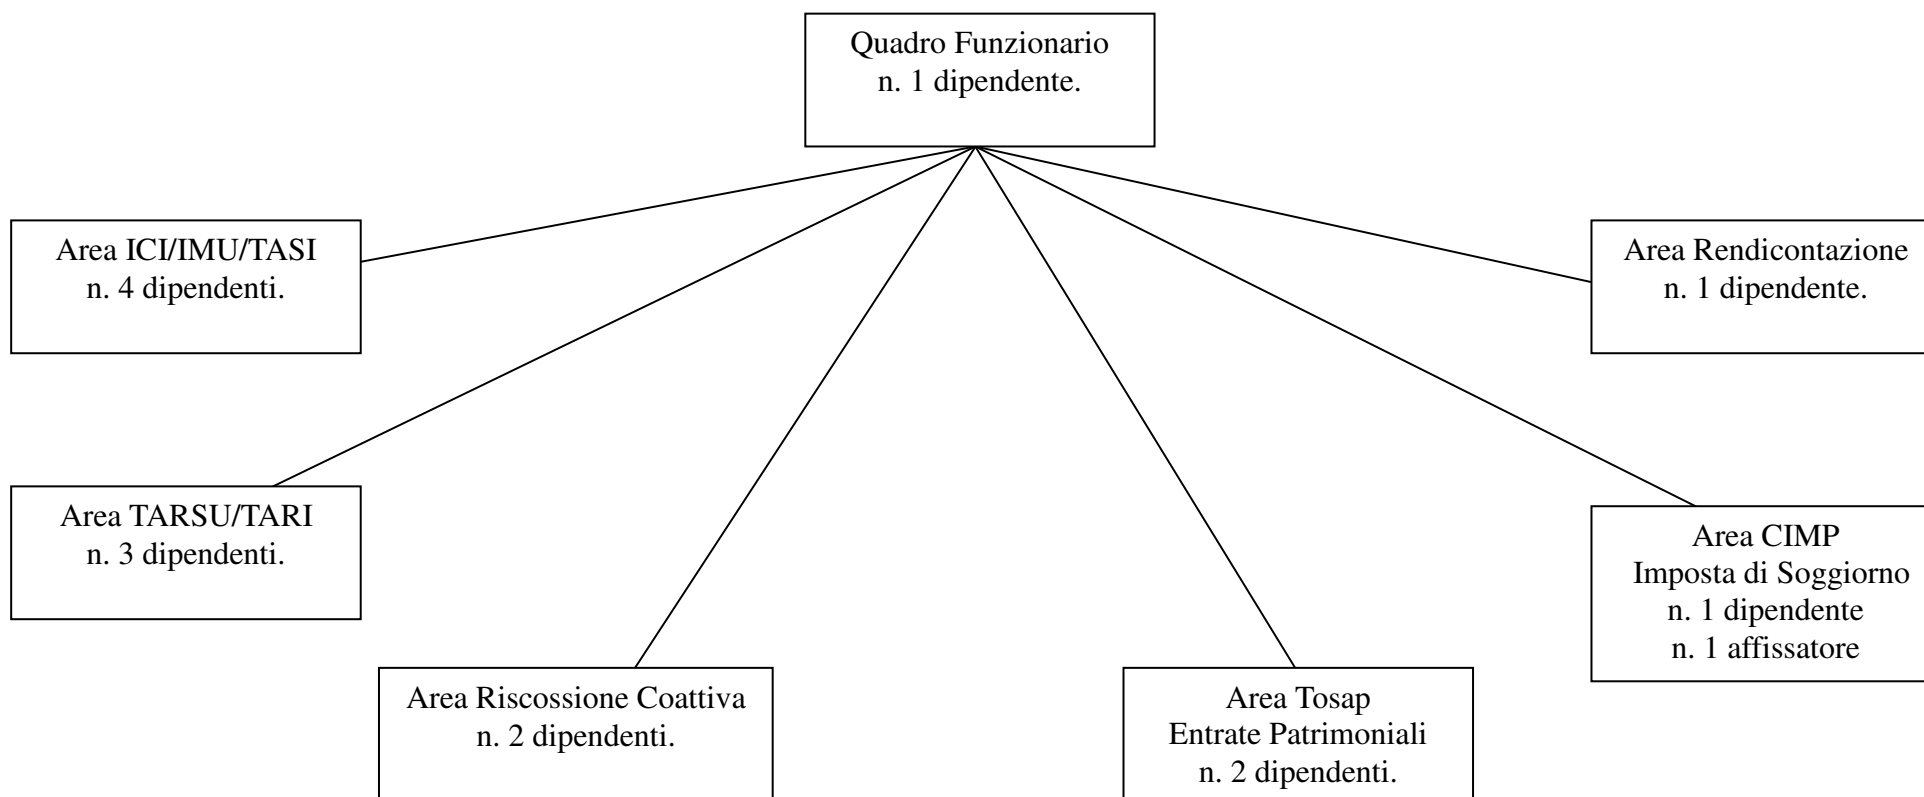 Quadro Funzionario
n. 1 dipendente.
Area ICI/IMU/TASI
n. 4 dipendenti.
Area Rendicontazione
n. 1 dipendente.
Area TARSU/TARI
n. 3 dipendenti.
Area CIMP
Imposta di Soggiorno
n. 1 dipendente
n. 1 affissatore
Area Riscossione Coattiva
n. 2 dipendenti.
Area Tosap
Entrate Patrimoniali
n. 2 dipendenti.